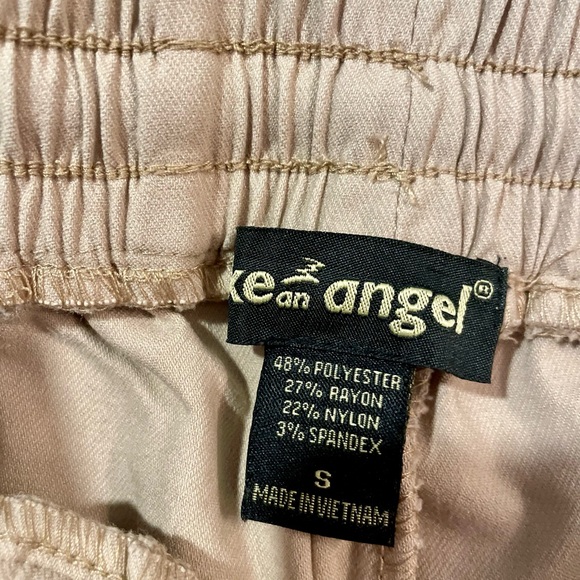 ke an angel®
48% POLYESTER
27% RAYON
22% NYLON
3% SPANDEX
S
MADE IN VIETNAM